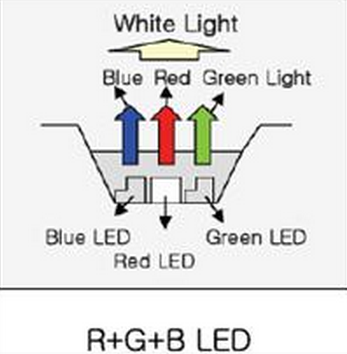 White Light
Blue Red Green Light
Blue LED Green LED
Red LED
R+G+B LED